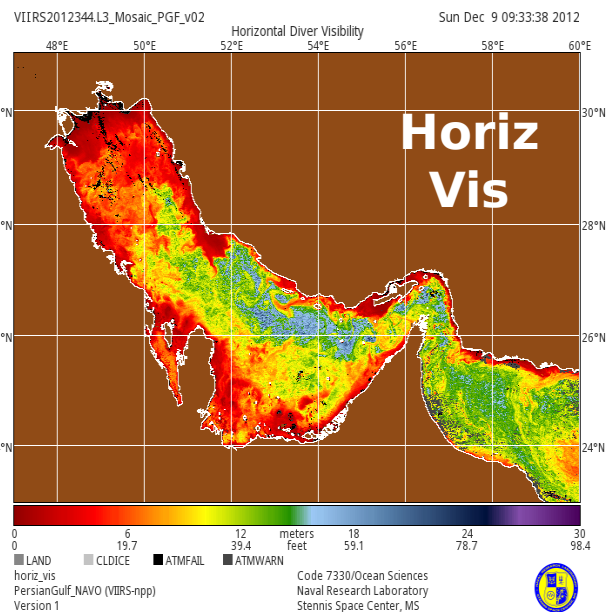 VIIRS2012344.L3_Mosaic_PGF_v02 Sun Dec 9 09:33:38 2012
Horizontal Diver Visibility
48°E 50°E 52°E 54°E 56°E 58°E 60°E
°N 30°N
Horiz
Vis
°N 28°N
°N 26°N
°N 24°N
0 6 12 meters 18 24 30
0 19.7 39.4 feet 59.1 78.7 98.4
LAND CLDICE ATMFAIL ATMWARN
horiz_vis Code 7330/Ocean Sciences
PersianGulf_NAVO (VIIRS-npp) Naval Research Laboratory
Version 1 Stennis Space Center, MS